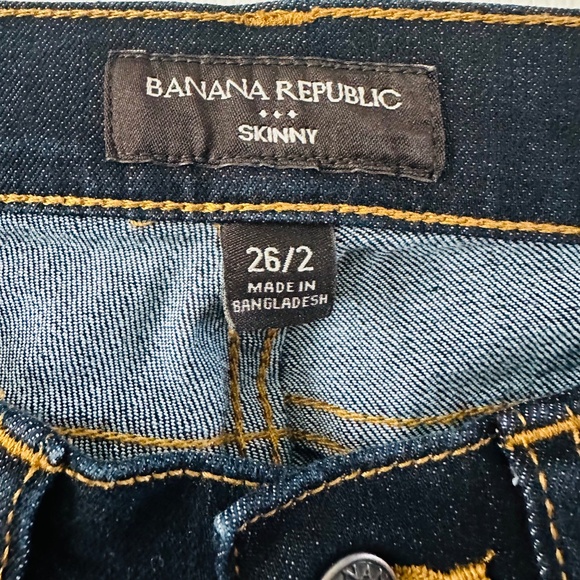 BANANA REPUBLIC
SKINNY
26/2
MADE IN
BANGLADESH